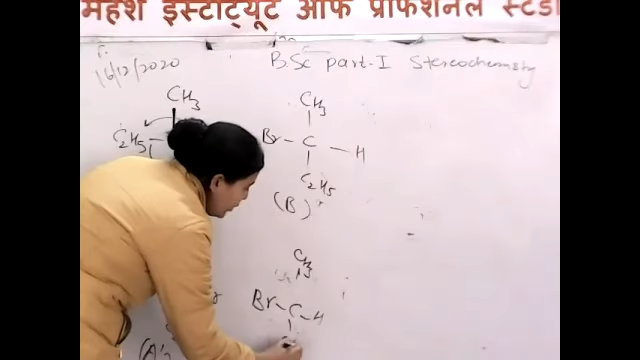 महेश इंस्टीट्यूट ऑफ प्रोफेशनल स्टडी
16/12/2020 BSc part-I Stereochemistry
CH3 CH3
C2H5 Br C H
C2H5
(B)
CH3
Br C H
(A')